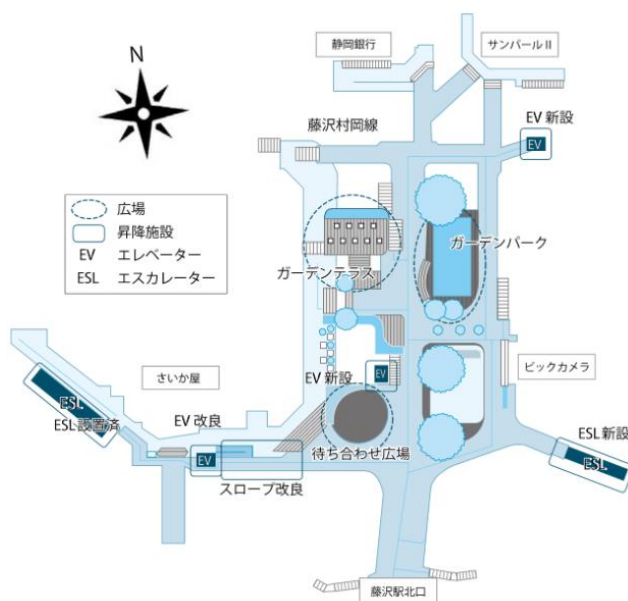 静岡銀行
サンパールⅡ
N
藤沢村岡線
EV 新設
EV
広場
昇降施設
EV エレベーター
ESL エスカレーター
ガーデンパーク
ガーデンテラス
さいか屋
EV 新設
EV
ビックカメラ
ESL
ESL設置済
EV 改良
ESL 新設
待ち合わせ広場
EV
スロープ改良
ESL
藤沢駅北口